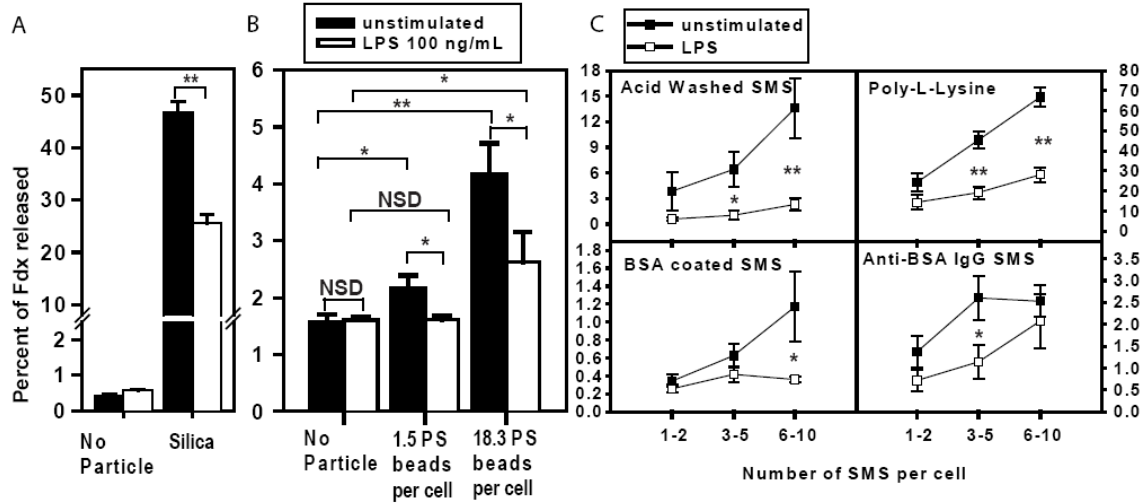 A
Percent of Fdx released
50
40
30
20
10
2
1
0
**
No
Particle
Silica
B
unstimulated
LPS 100 ng/mL
6
5
4
3
2
1
0
*
**
*
*
NSD
*
NSD
No
Particle
1.5 PS
beads
per cell
18.3 PS
beads
per cell
C
unstimulated
LPS
Acid Washed SMS
18
15
12
9
6
3
0
*
**
Poly-L-Lysine
80
70
60
50
40
30
20
10
0
**
**
BSA coated SMS
1.8
1.6
1.4
1.2
1.0
0.8
0.6
0.4
0.2
0.0
*
Anti-BSA IgG SMS
3.5
3.0
2.5
2.0
1.5
1.0
0.5
0.0
*
1-2
3-5
6-10
1-2
3-5
6-10
Number of SMS per cell